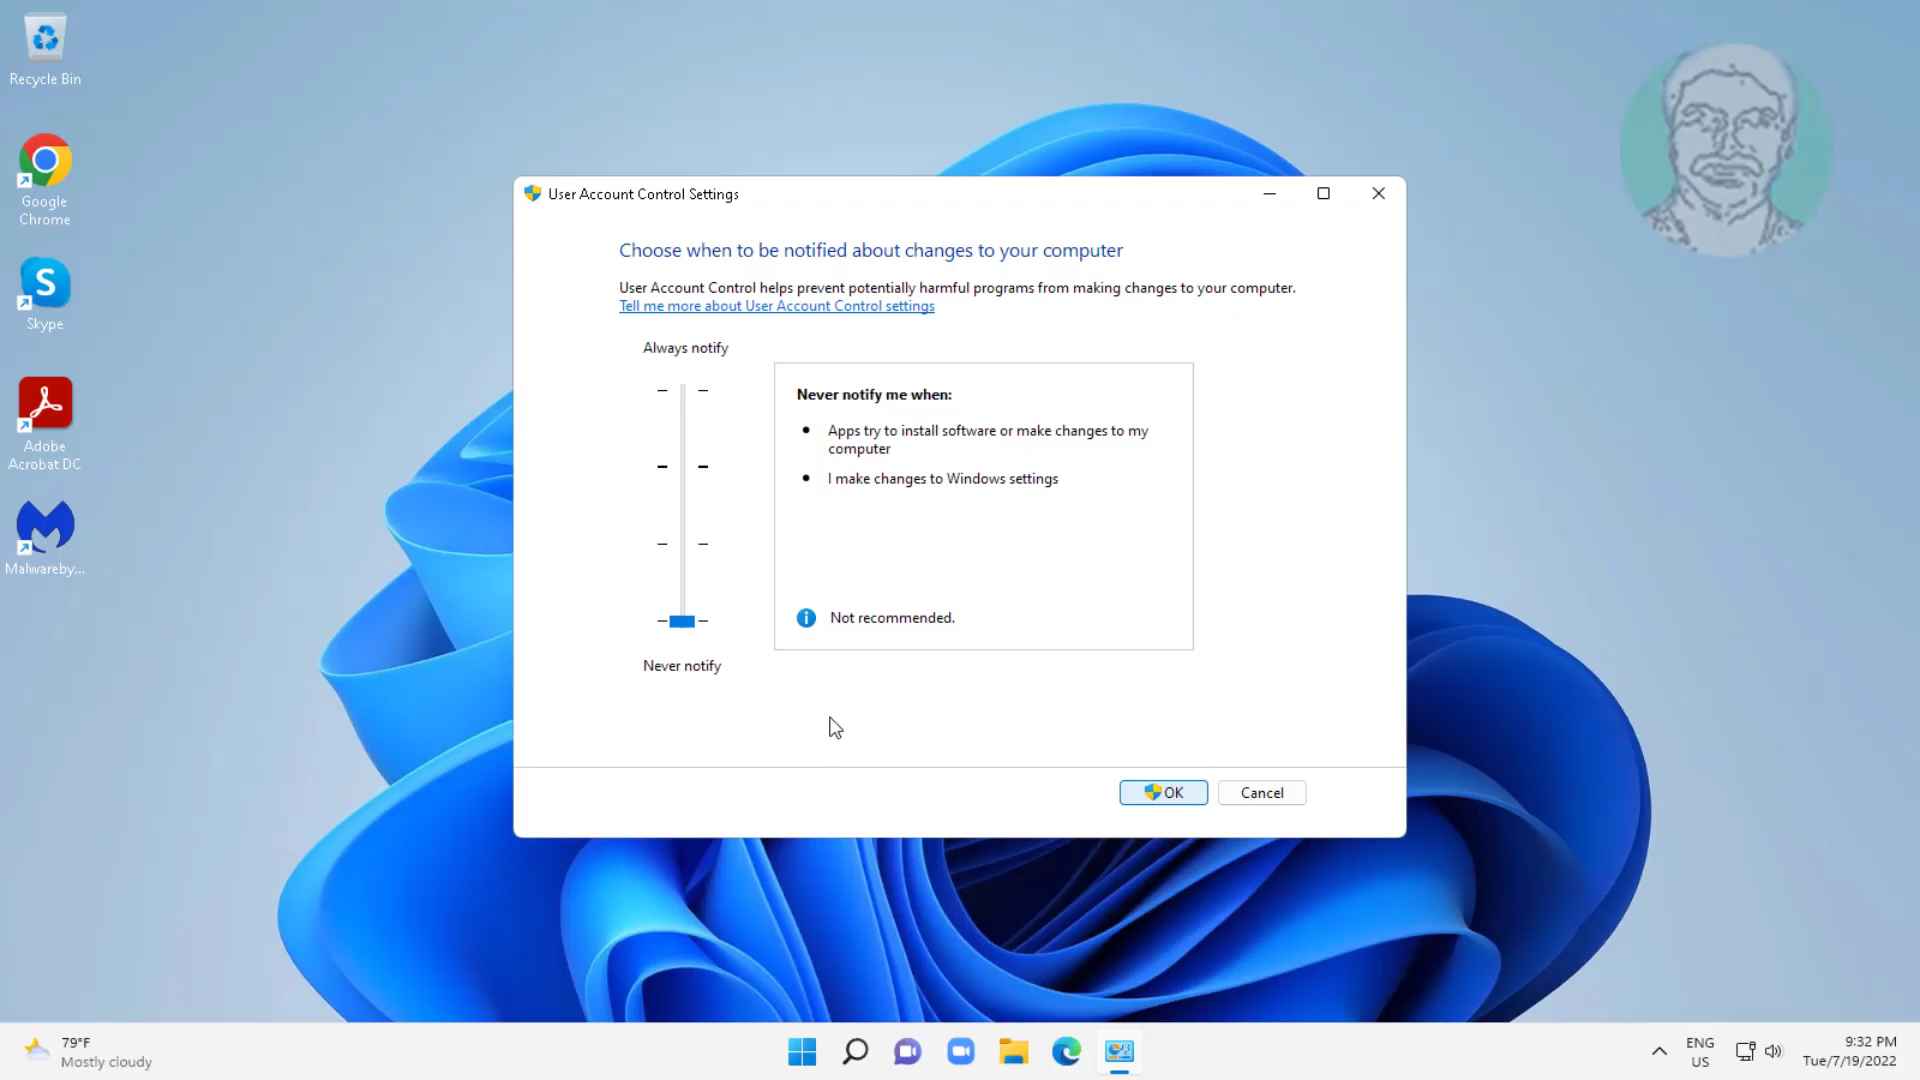 Recycle Bin
Google
Chrome
Skype
Adobe
Acrobat DC
Malwareby...
User Account Control Settings
Choose when to be notified about changes to your computer
User Account Control helps prevent potentially harmful programs from making changes to your computer.
Tell me more about User Account Control settings
Always notify
Never notify me when:
Apps try to install software or make changes to my
computer
I make changes to Windows settings
Not recommended.
Never notify
OK
Cancel
79°F
Mostly cloudy
ENG
US
9:32 PM
Tue/7/19/2022